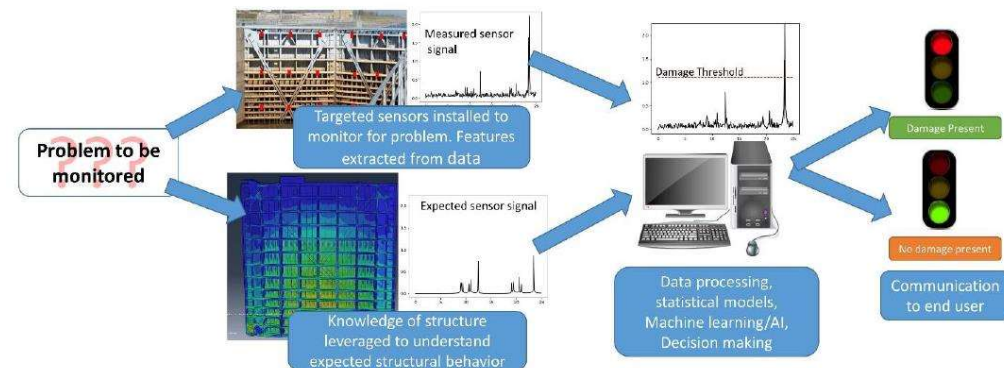 Problem to be
monitored
???
Measured sensor
signal
Targeted sensors installed to
monitor for problem. Features
extracted from data
Expected sensor signal
Knowledge of structure
leveraged to understand
expected structural behavior
Damage Threshold
Data processing,
statistical models,
Machine learning/AI,
Decision making
Damage Present
No damage present
Communication
to end user